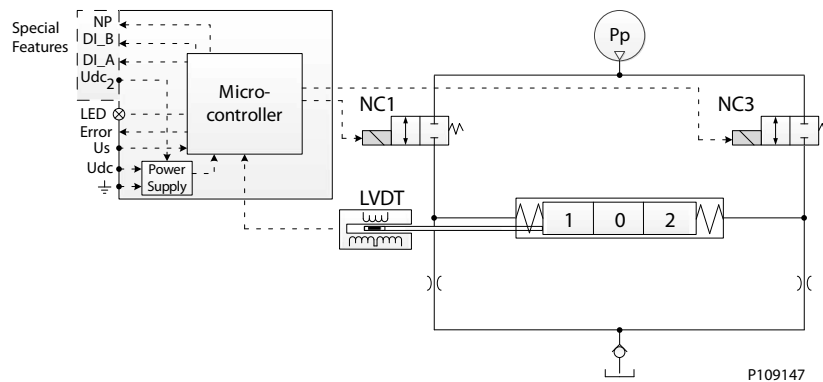 Special
Features
NP
DI_B
DI_A
Udc2
LED
Error
Us
Udc
Micro-
controller
Power
Supply
Pp
NC1
NC3
LVDT
1 0 2
P109147